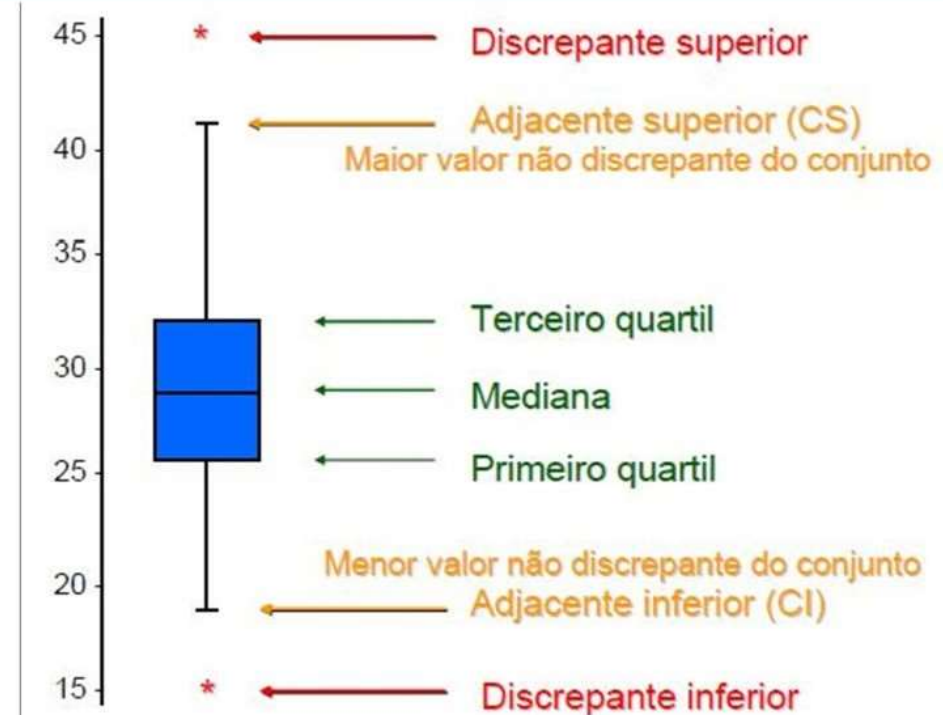 45
* Discrepante superior
Adjacente superior (CS)
40
Maior valor não discrepante do conjunto
35
Terceiro quartil
30
Mediana
25
Primeiro quartil
Menor valor não discrepante do conjunto
20
Adjacente inferior (CI)
15
* Discrepante inferior